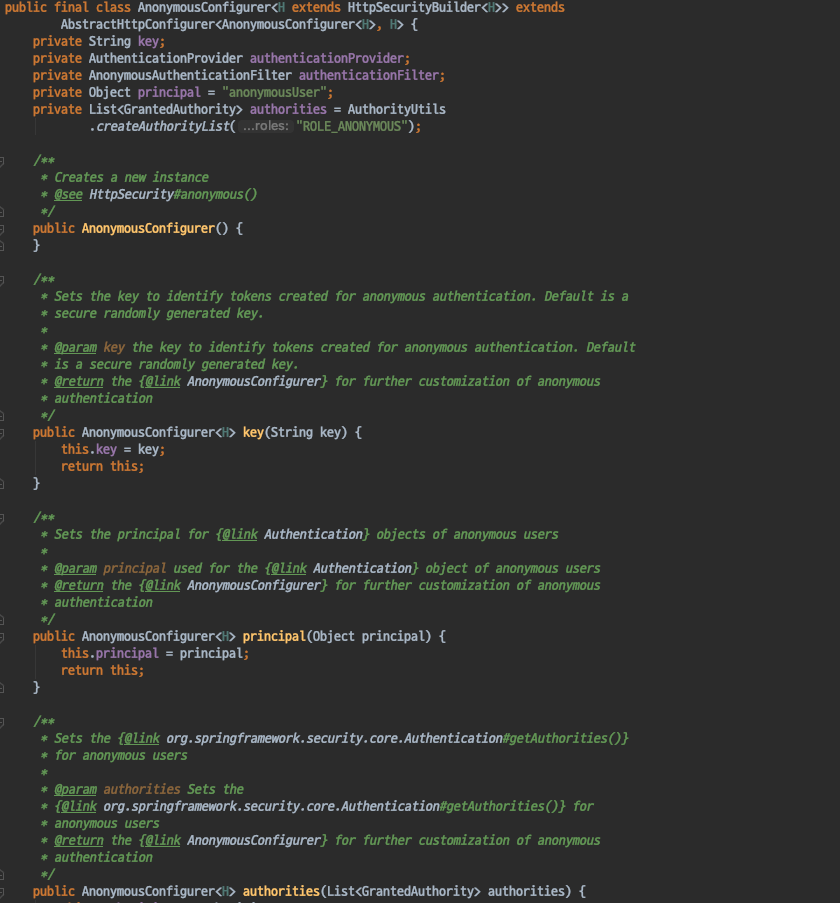 public final class AnonymousConfigurer<H extends HttpSecurityBuilder<H>> extends
        AbstractHttpConfigurer<AnonymousConfigurer<H>, H> {
    private String key;
    private AuthenticationProvider authenticationProvider;
    private AnonymousAuthenticationFilter authenticationFilter;
    private Object principal = "anonymousUser";
    private List<GrantedAuthority> authorities = AuthorityUtils
            .createAuthorityList( ...roles: "ROLE_ANONYMOUS");

    /**
     * Creates a new instance
     * @see HttpSecurity#anonymous()
     */
    public AnonymousConfigurer() {
    }

    /**
     * Sets the key to identify tokens created for anonymous authentication. Default is a
     * secure randomly generated key.
     *
     * @param key the key to identify tokens created for anonymous authentication. Default
     * is a secure randomly generated key.
     * @return the {@link AnonymousConfigurer} for further customization of anonymous
     * authentication
     */
    public AnonymousConfigurer<H> key(String key) {
        this.key = key;
        return this;
    }

    /**
     * Sets the principal for {@link Authentication} objects of anonymous users
     *
     * @param principal used for the {@link Authentication} object of anonymous users
     * @return the {@link AnonymousConfigurer} for further customization of anonymous
     * authentication
     */
    public AnonymousConfigurer<H> principal(Object principal) {
        this.principal = principal;
        return this;
    }

    /**
     * Sets the {@link org.springframework.security.core.Authentication#getAuthorities()}
     * for anonymous users
     *
     * @param authorities Sets the
     * {@link org.springframework.security.core.Authentication#getAuthorities()} for
     * anonymous users
     * @return the {@link AnonymousConfigurer} for further customization of anonymous
     * authentication
     */
    public AnonymousConfigurer<H> authorities(List<GrantedAuthority> authorities) {